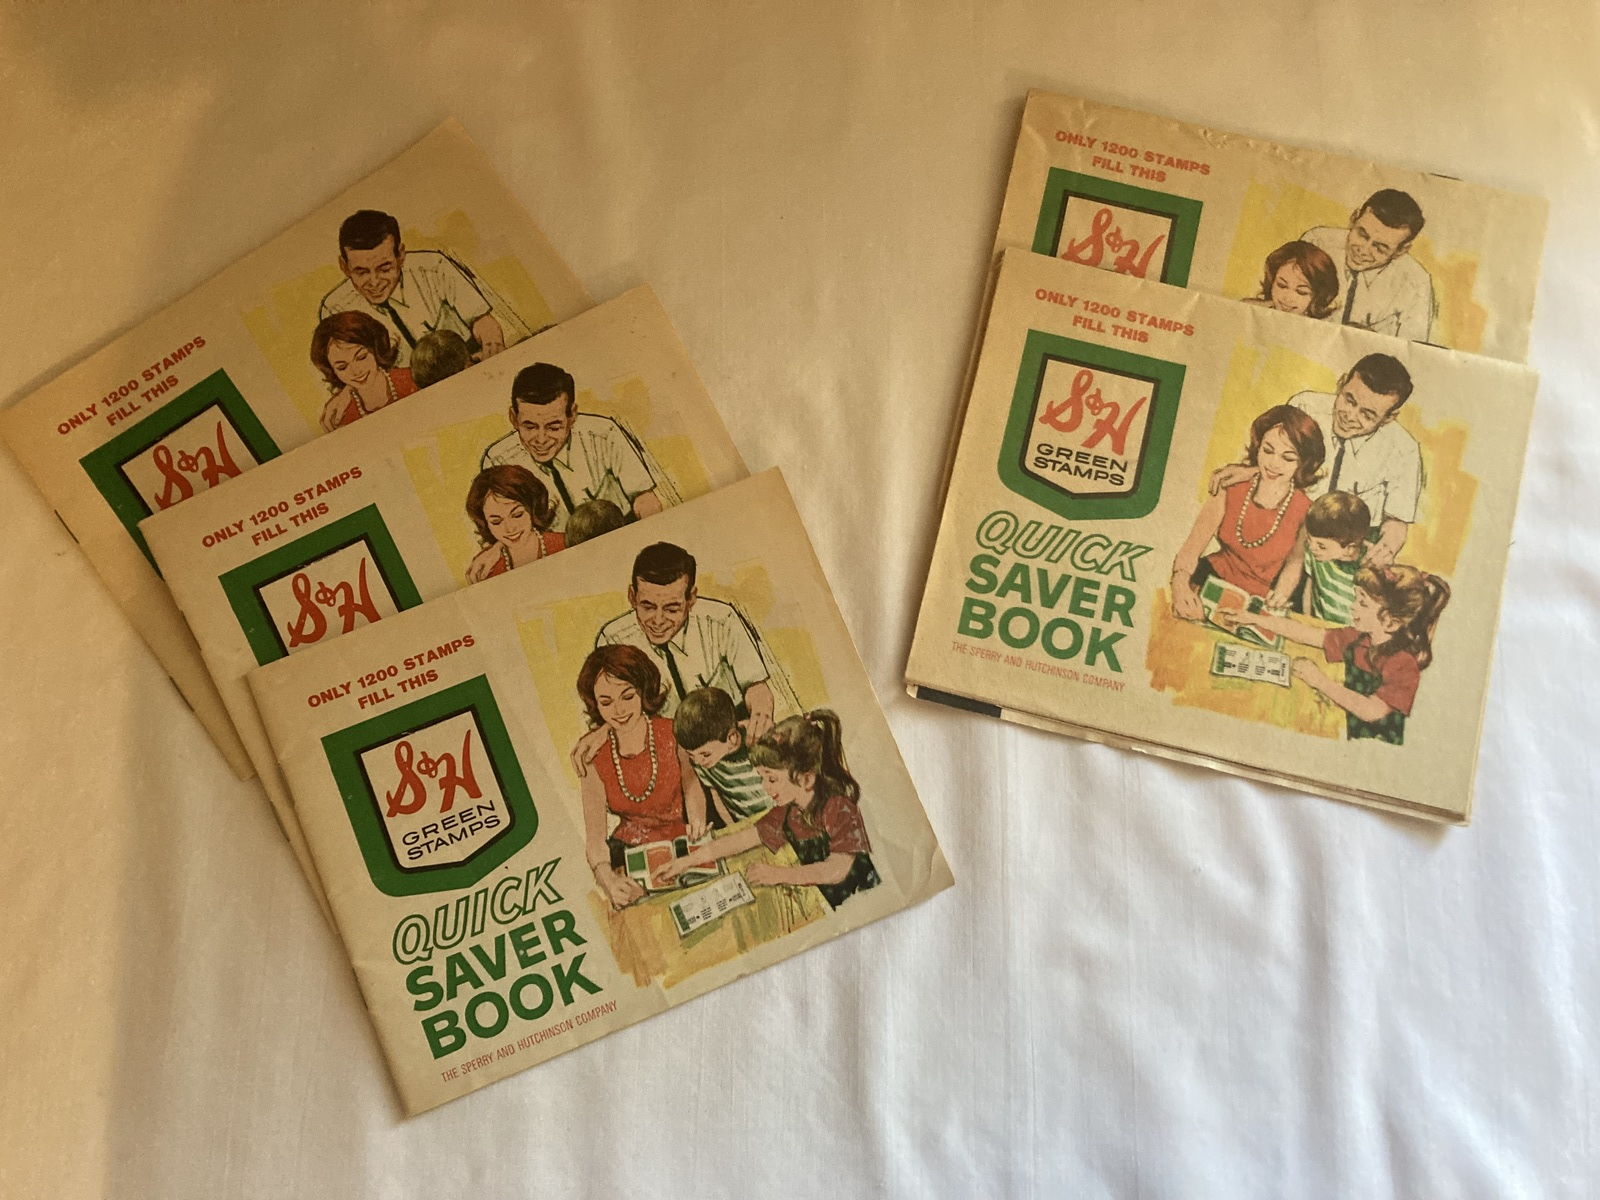 ONLY 1200 STAMPS
FILL THIS
S&H
ONLY 1200 STAMPS
FILL THIS
S&H
ONLY 1200 STAMPS
FILL THIS
S&H
GREEN
STAMPS
QUICK
SAVER
BOOK
THE SPERRY AND HUTCHINSON COMPANY
ONLY 1200 STAMPS
FILL THIS
S&H
ONLY 1200 STAMPS
FILL THIS
S&H
GREEN
STAMPS
QUICK
SAVER
BOOK
THE SPERRY AND HUTCHINSON COMPANY